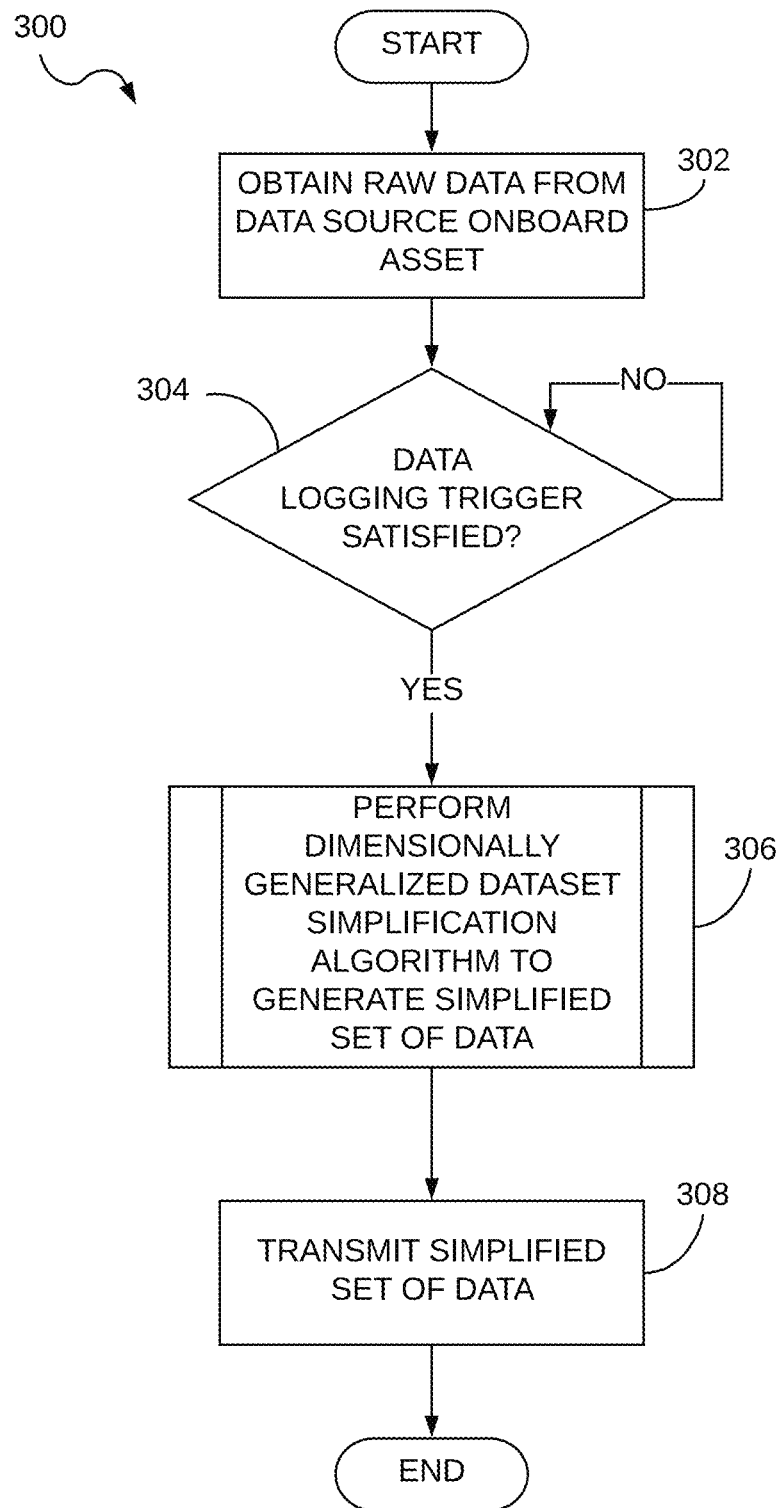 300
START
302
OBTAIN RAW DATA FROM
DATA SOURCE ONBOARD
ASSET
304
NO
DATA
LOGGING TRIGGER
SATISFIED?
YES
PERFORM
DIMENSIONALLY
GENERALIZED DATASET
SIMPLIFICATION
ALGORITHM TO
GENERATE SIMPLIFIED
SET OF DATA
306
308
TRANSMIT SIMPLIFIED
SET OF DATA
END